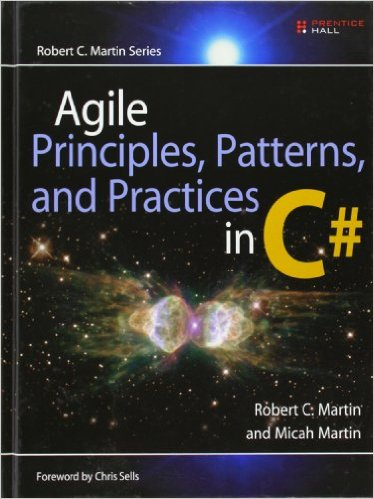 Robert C. Martin Series
PRENTICE
HALL
Agile
Principles, Patterns,
and Practices
in C#
Robert C. Martin
and Micah Martin
Foreword by Chris Sells